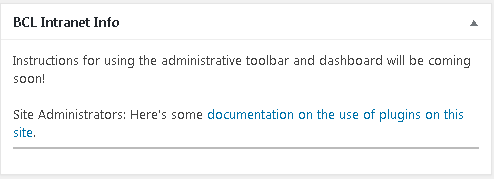 BCL Intranet Info
Instructions for using the administrative toolbar and dashboard will be coming
soon!
Site Administrators: Here's some documentation on the use of plugins on this
site.